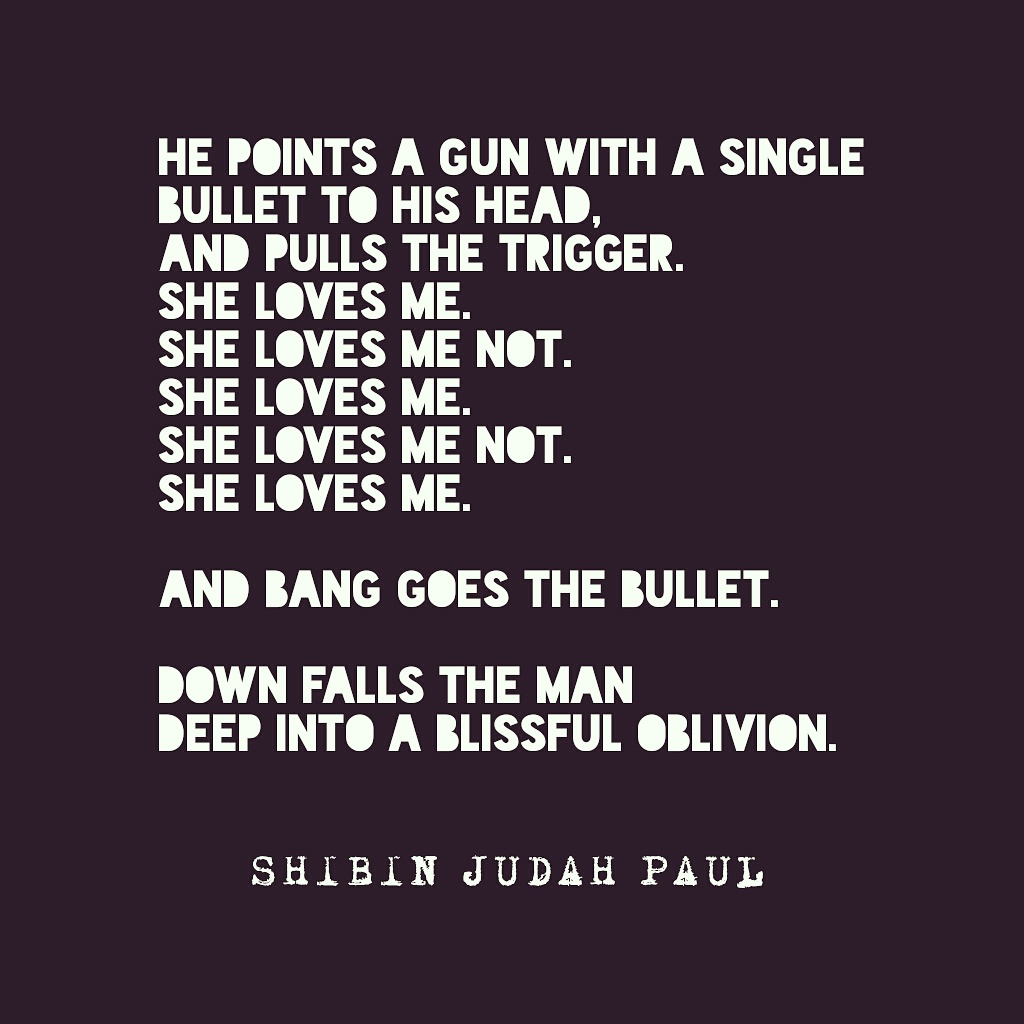 HE POINTS A GUN WITH A SINGLE
BULLET TO HIS HEAD,
AND PULLS THE TRIGGER.
SHE LOVES ME.
SHE LOVES ME NOT.
SHE LOVES ME.
SHE LOVES ME NOT.
SHE LOVES ME.
AND BANG GOES THE BULLET.
DOWN FALLS THE MAN
DEEP INTO A BLISSFUL OBLIVION.
SHIBIN JUDAH PAUL